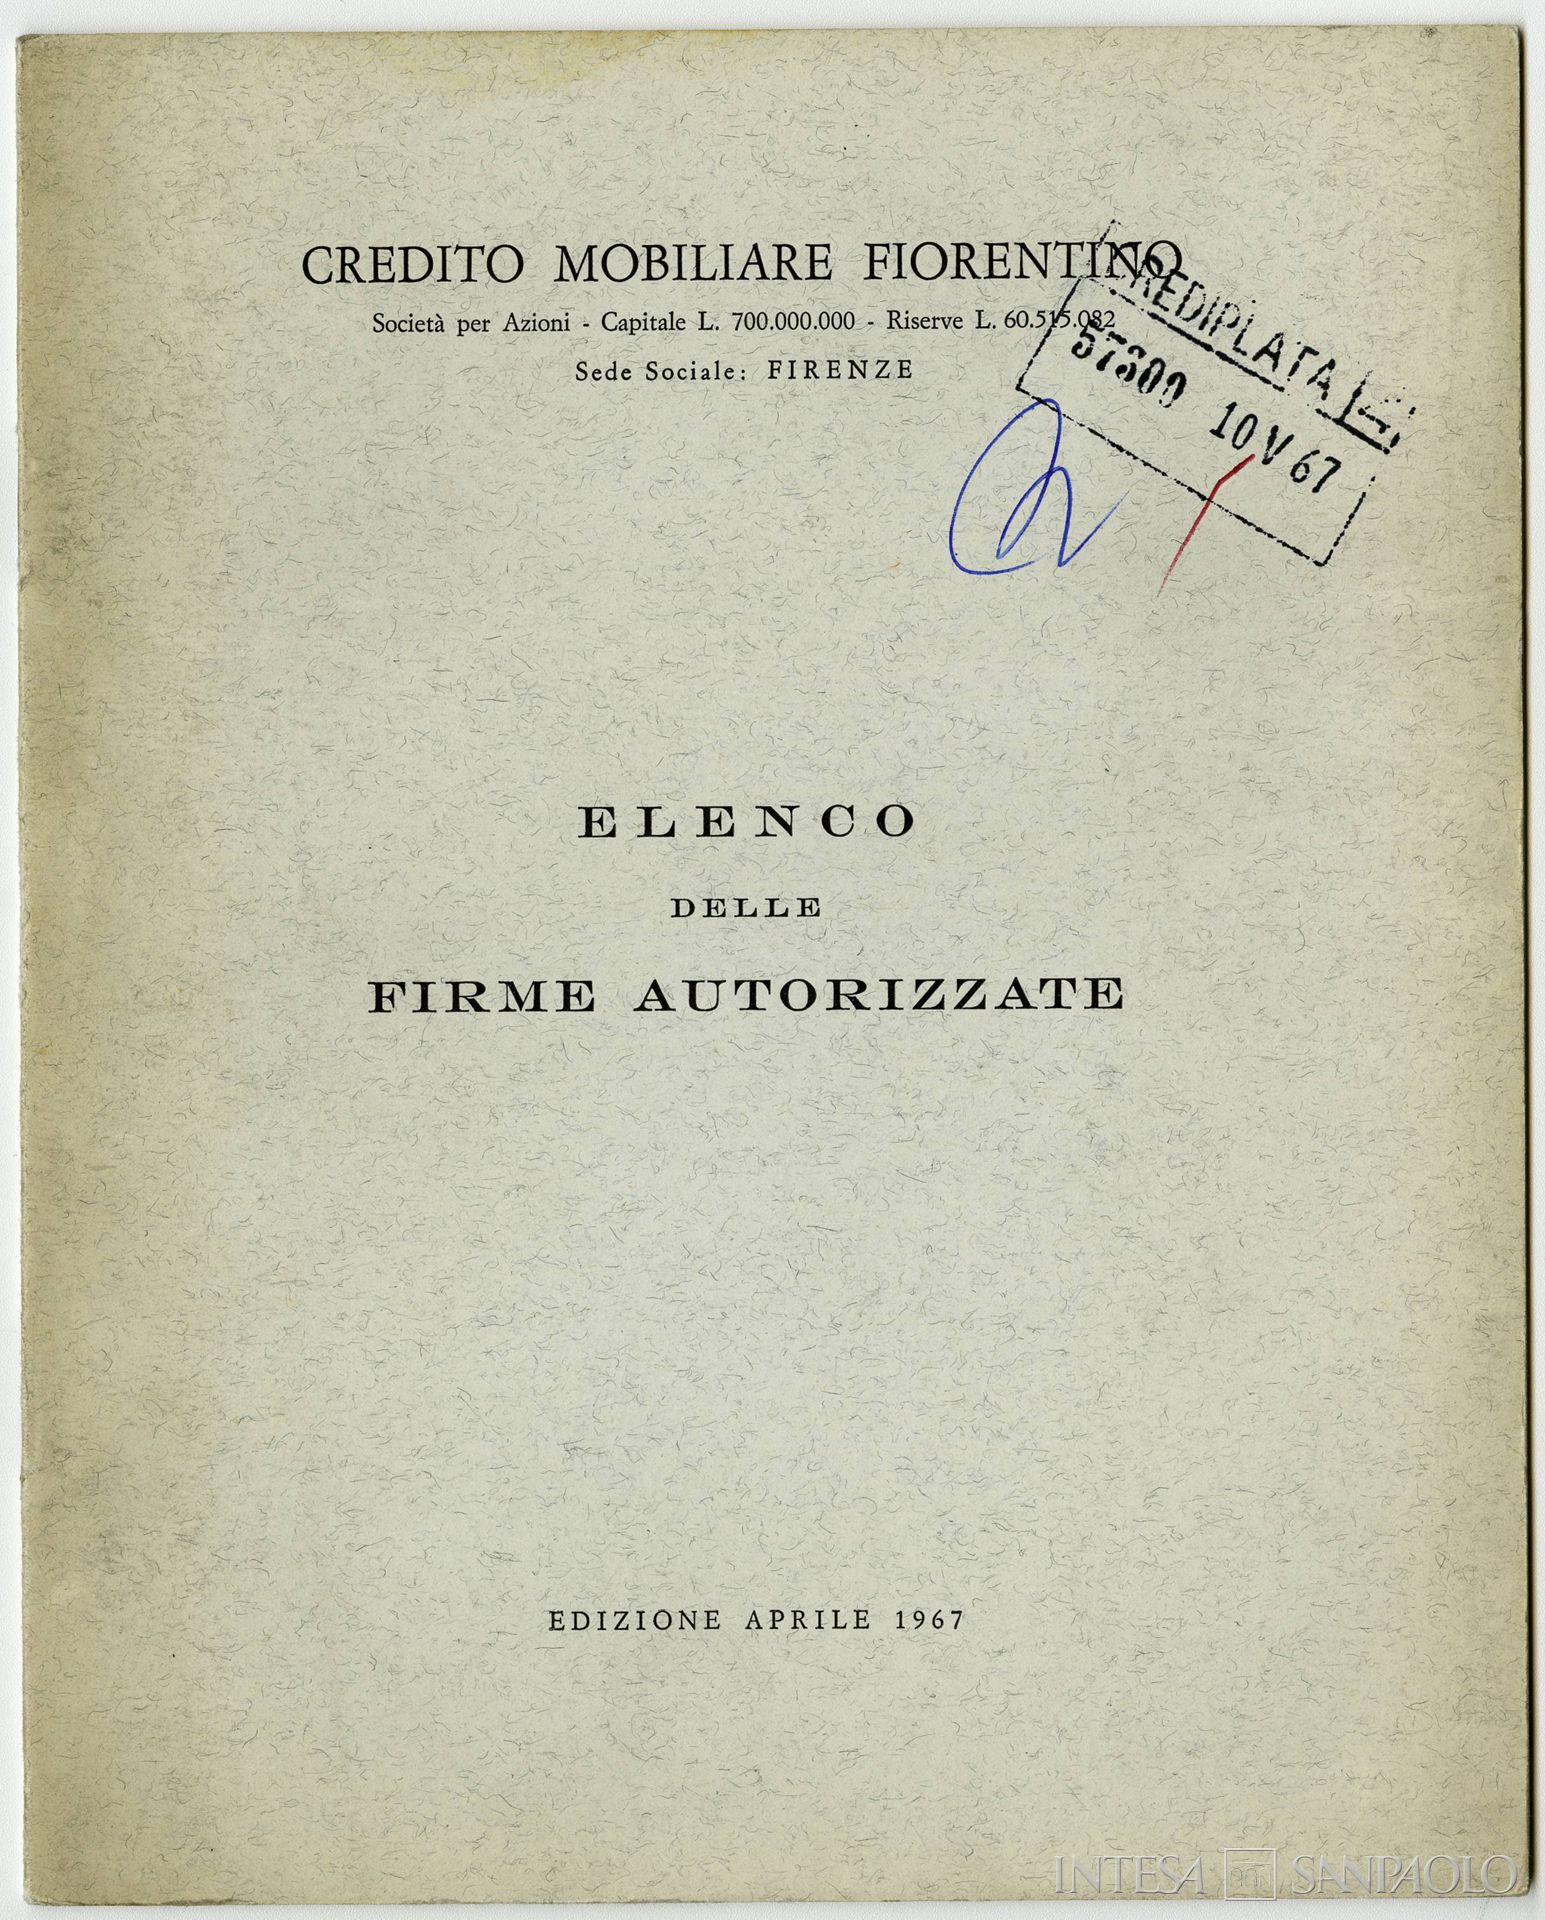 CREDITO MOBILIARE FIORENTINO
Società per Azioni - Capitale L. 700.000.000 - Riserve L. 60.515.082
Sede Sociale: FIRENZE
CREDIPLATA
10 V 67
ELENCO
DELLE
FIRME AUTORIZZATE
EDIZIONE APRILE 1967
INTESA SANPAOLO